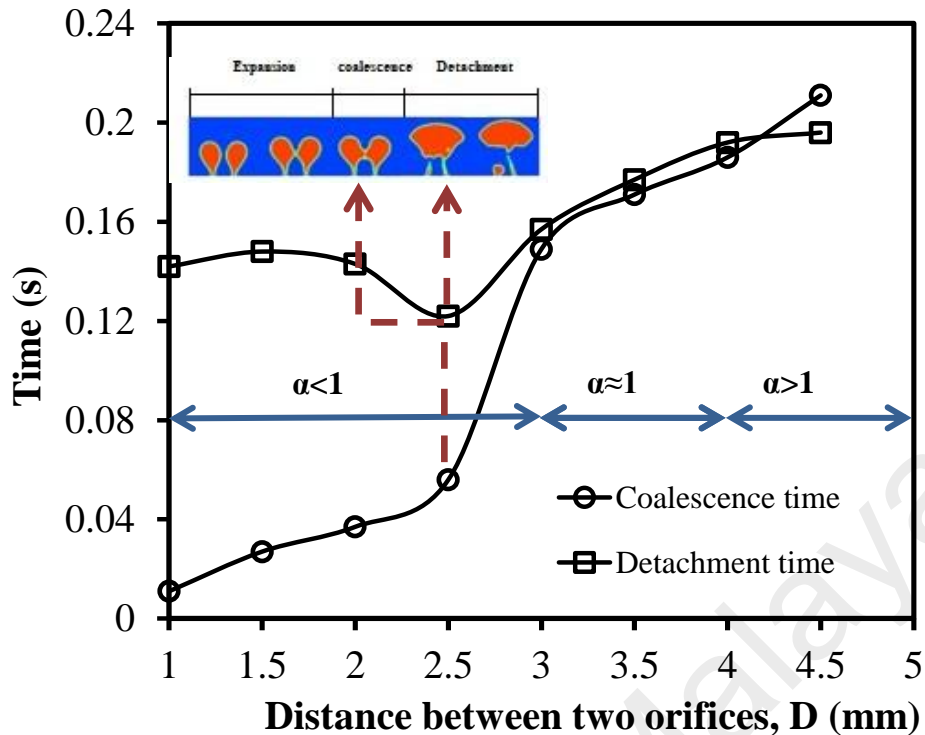 0.24
0.2
0.16
0.12
0.08
0.04
0
Time (s)
Expansion coalescence Detachment
α<1 α≈1 α>1
Coalescence time
Detachment time
1 1.5 2 2.5 3 3.5 4 4.5 5
Distance between two orifices, D (mm)
alaya